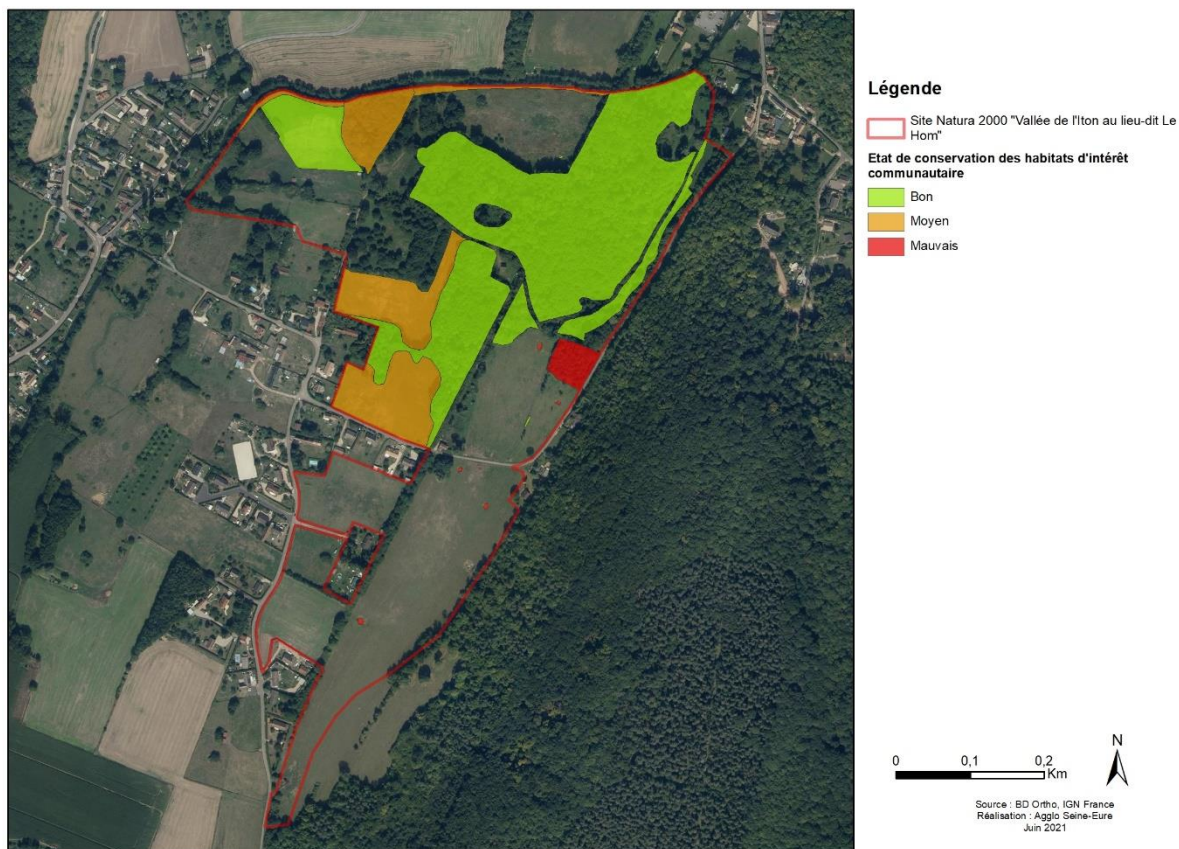 Légende
Site Natura 2000 "Vallée de l'Iton au lieu-dit Le
Hom"
Etat de conservation des habitats d'intérêt
communautaire
Bon
Moyen
Mauvais
N
0 0,1 0,2
Km
Source : BD Ortho, IGN France
Réalisation : Agglo Seine-Eure
Juin 2021